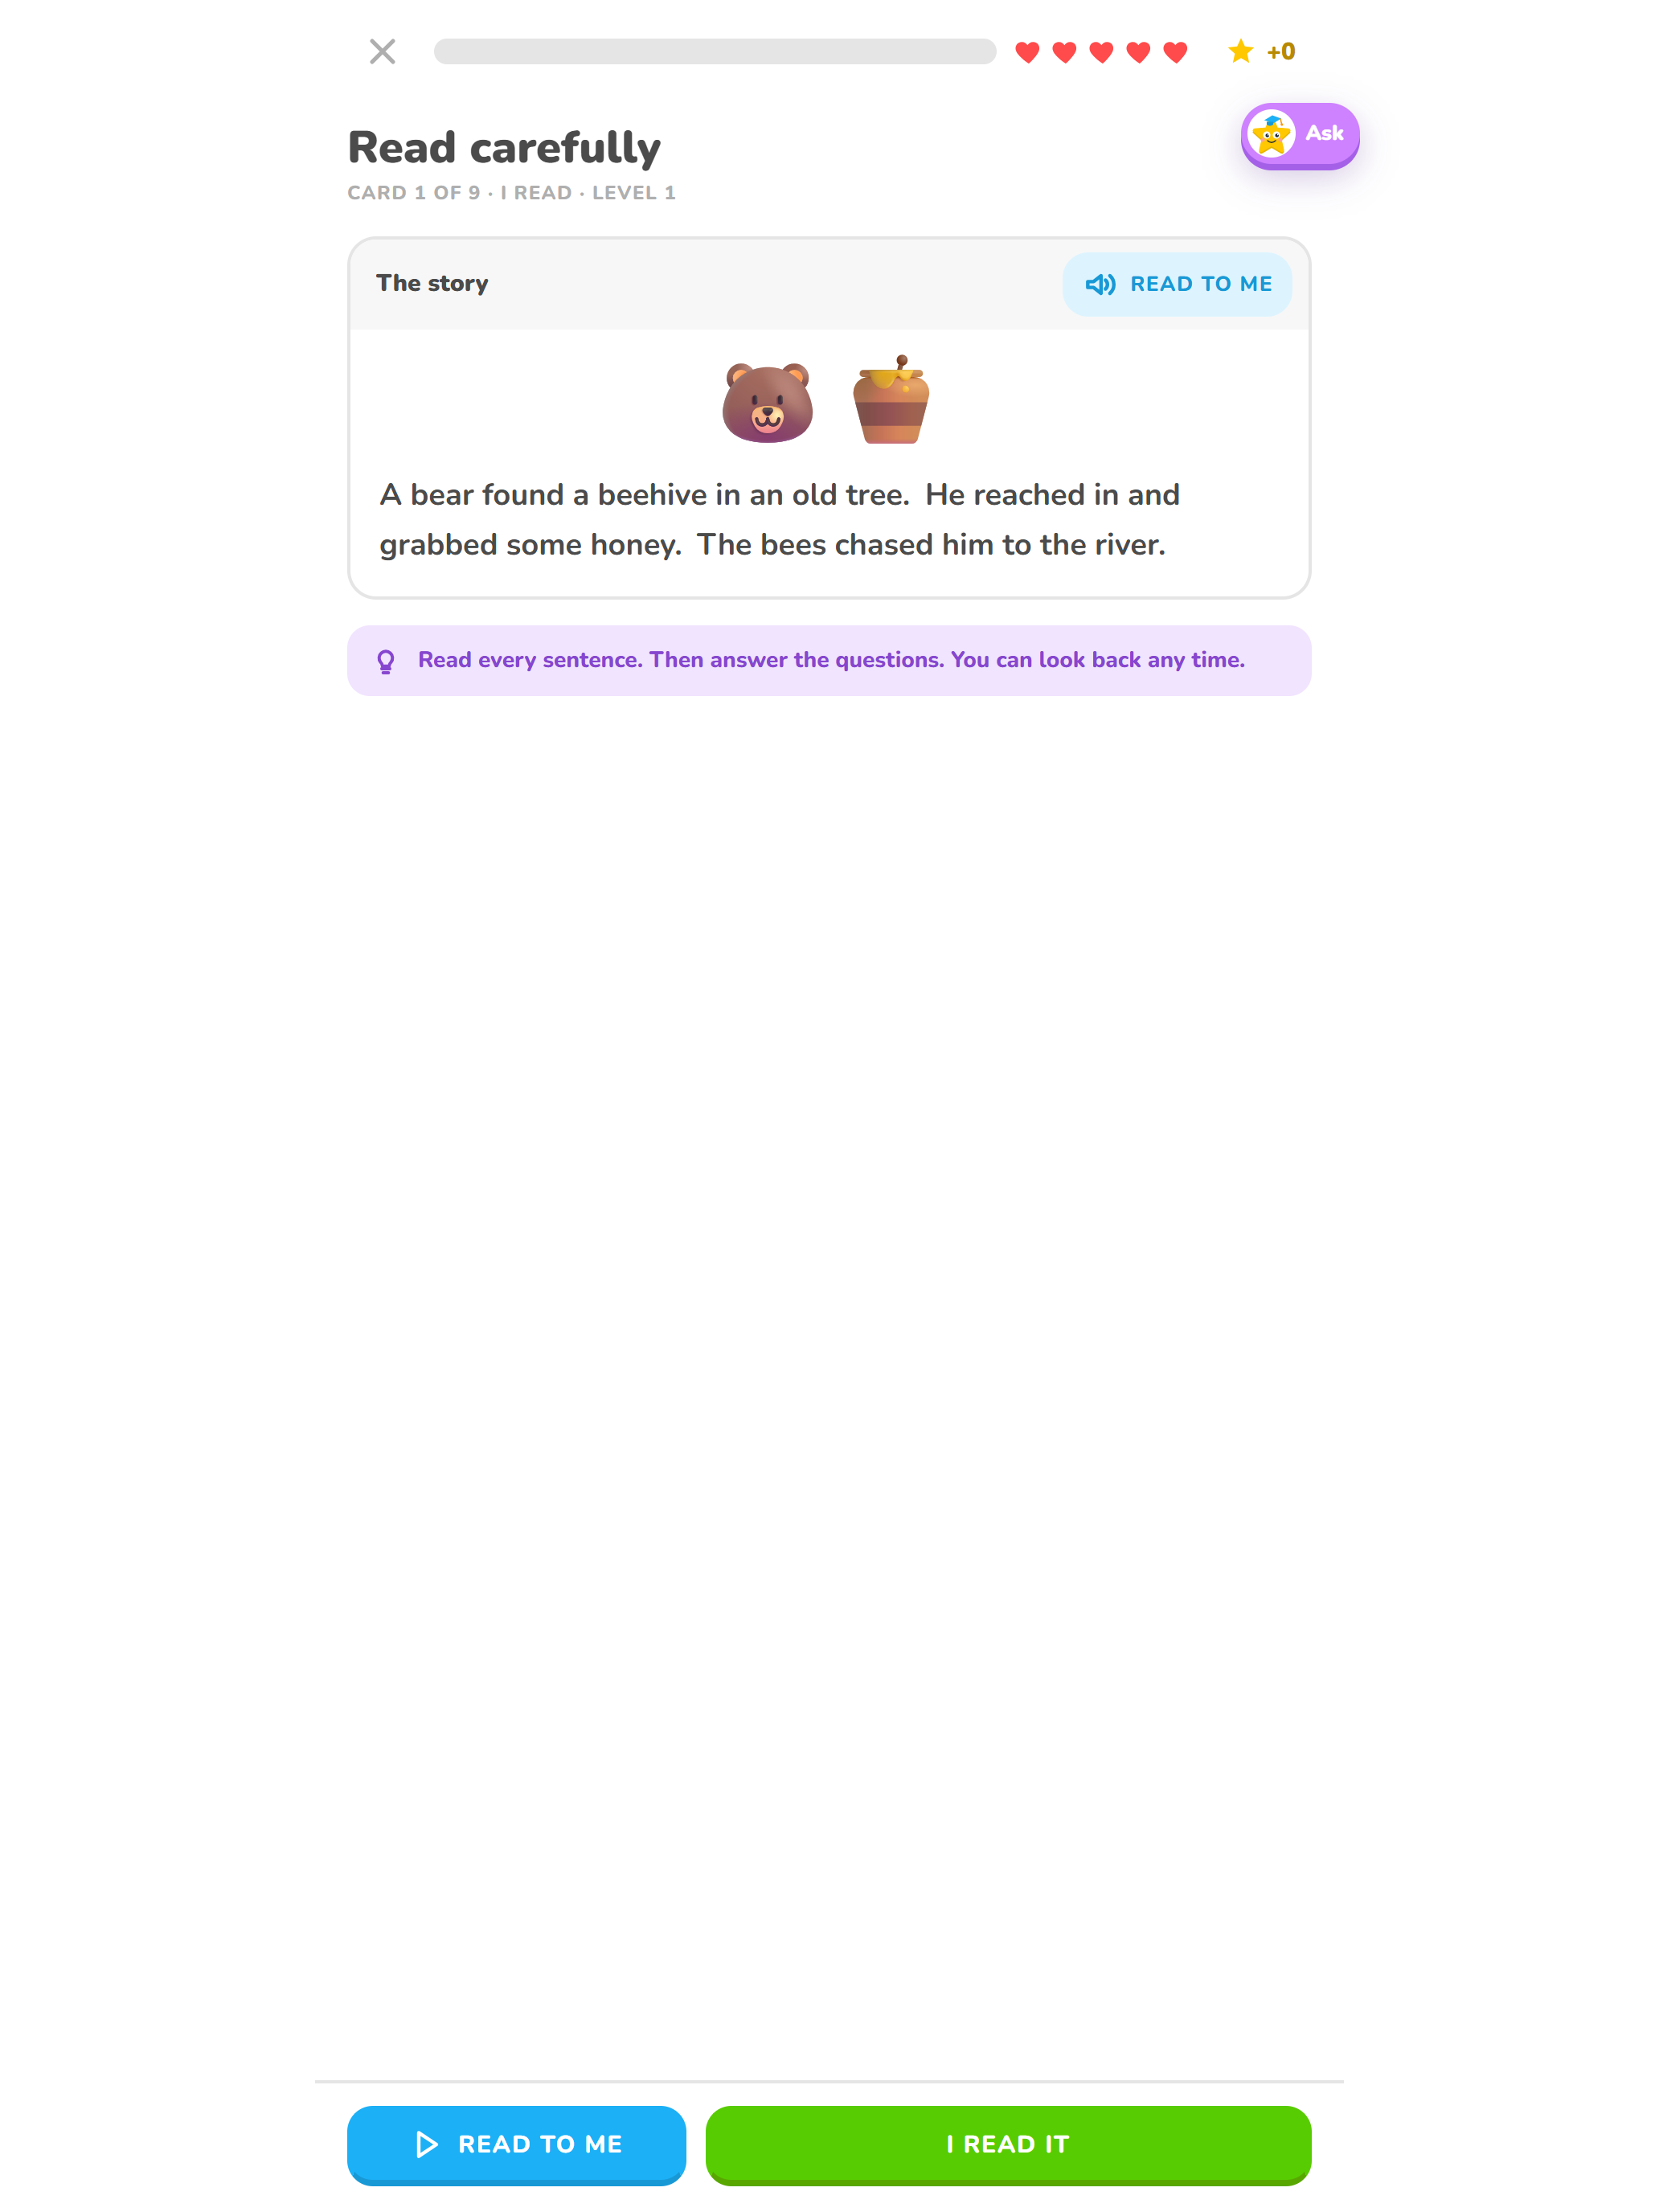 +0
Ask
Read carefully
CARD 1 OF 9 · I READ · LEVEL 1
The story
READ TO ME
A bear found a beehive in an old tree.  He reached in and
grabbed some honey.  The bees chased him to the river.
Read every sentence. Then answer the questions. You can look back any time.
READ TO ME
I READ IT